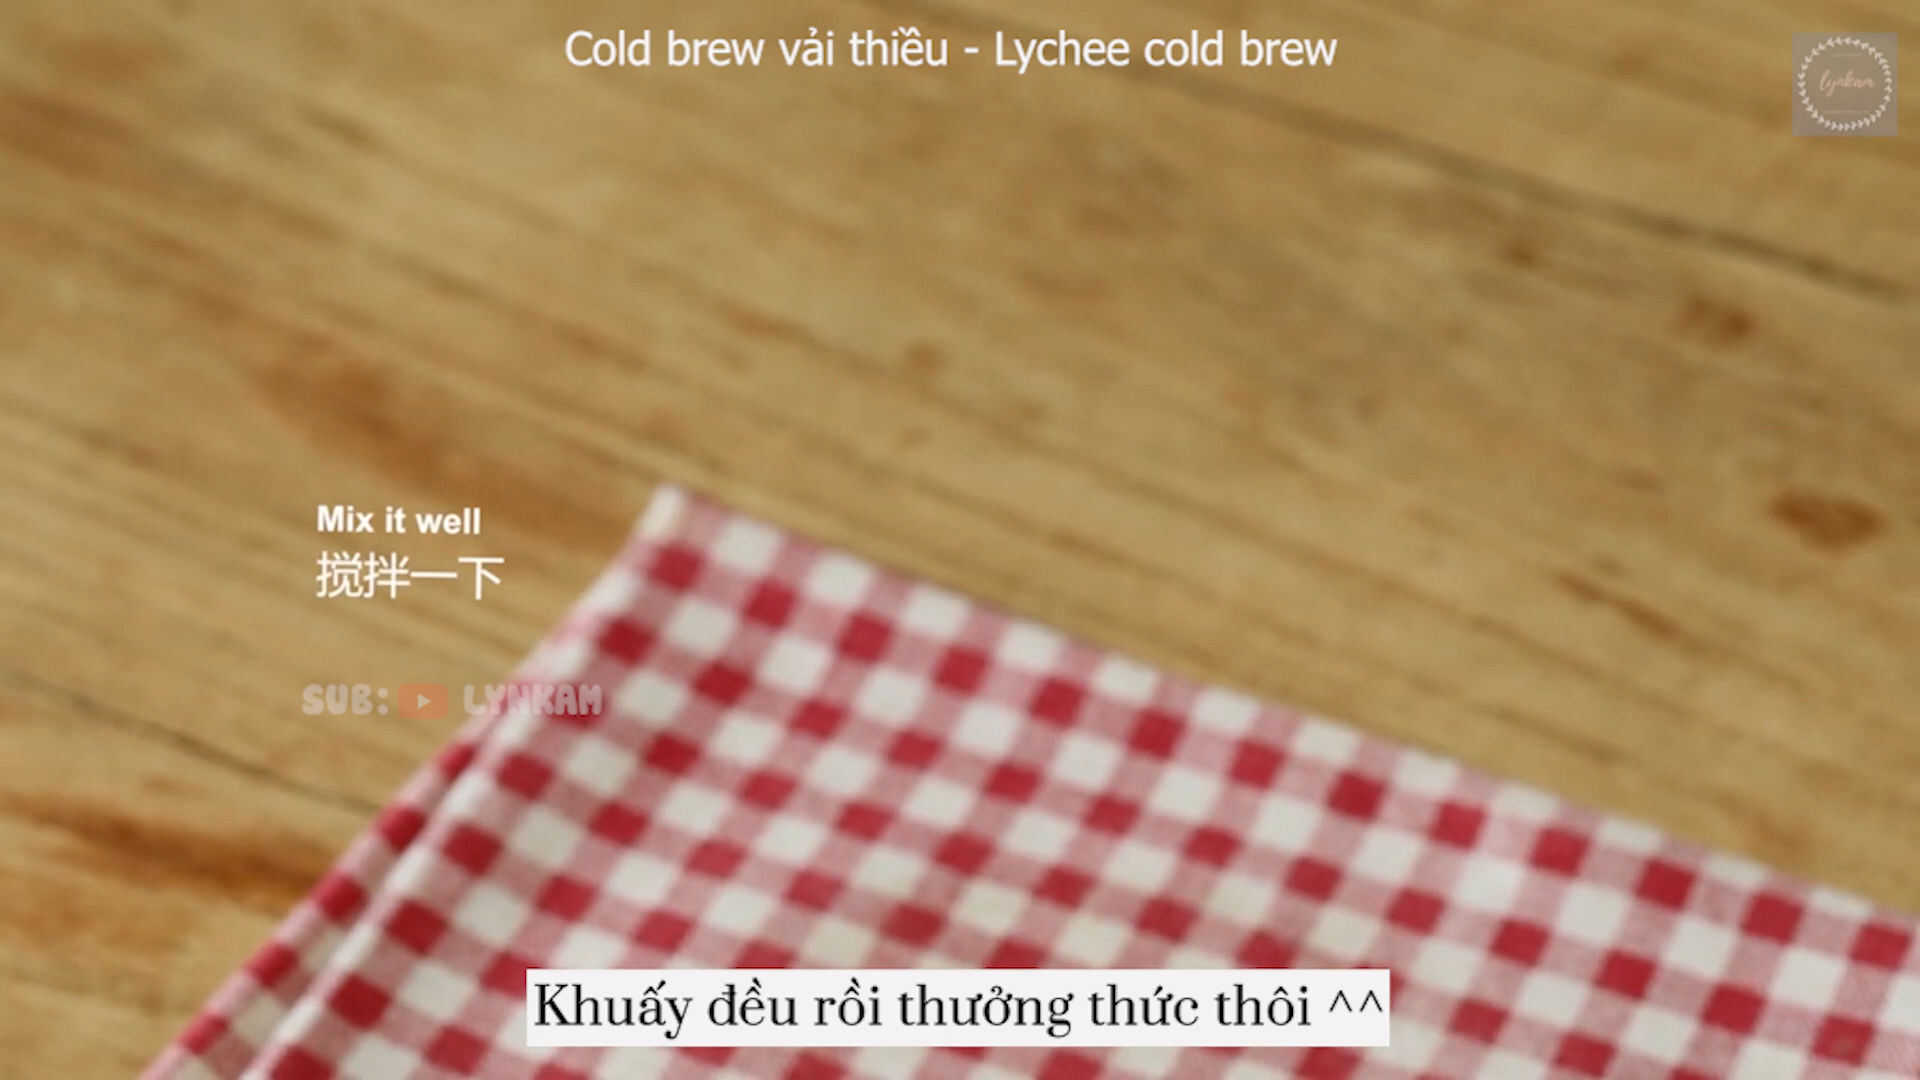 Cold brew vải thiều - Lychee cold brew
lynkam
Mix it well
搅拌一下
SUB: LYNKAM
Khuấy đều rồi thưởng thức thôi ^^